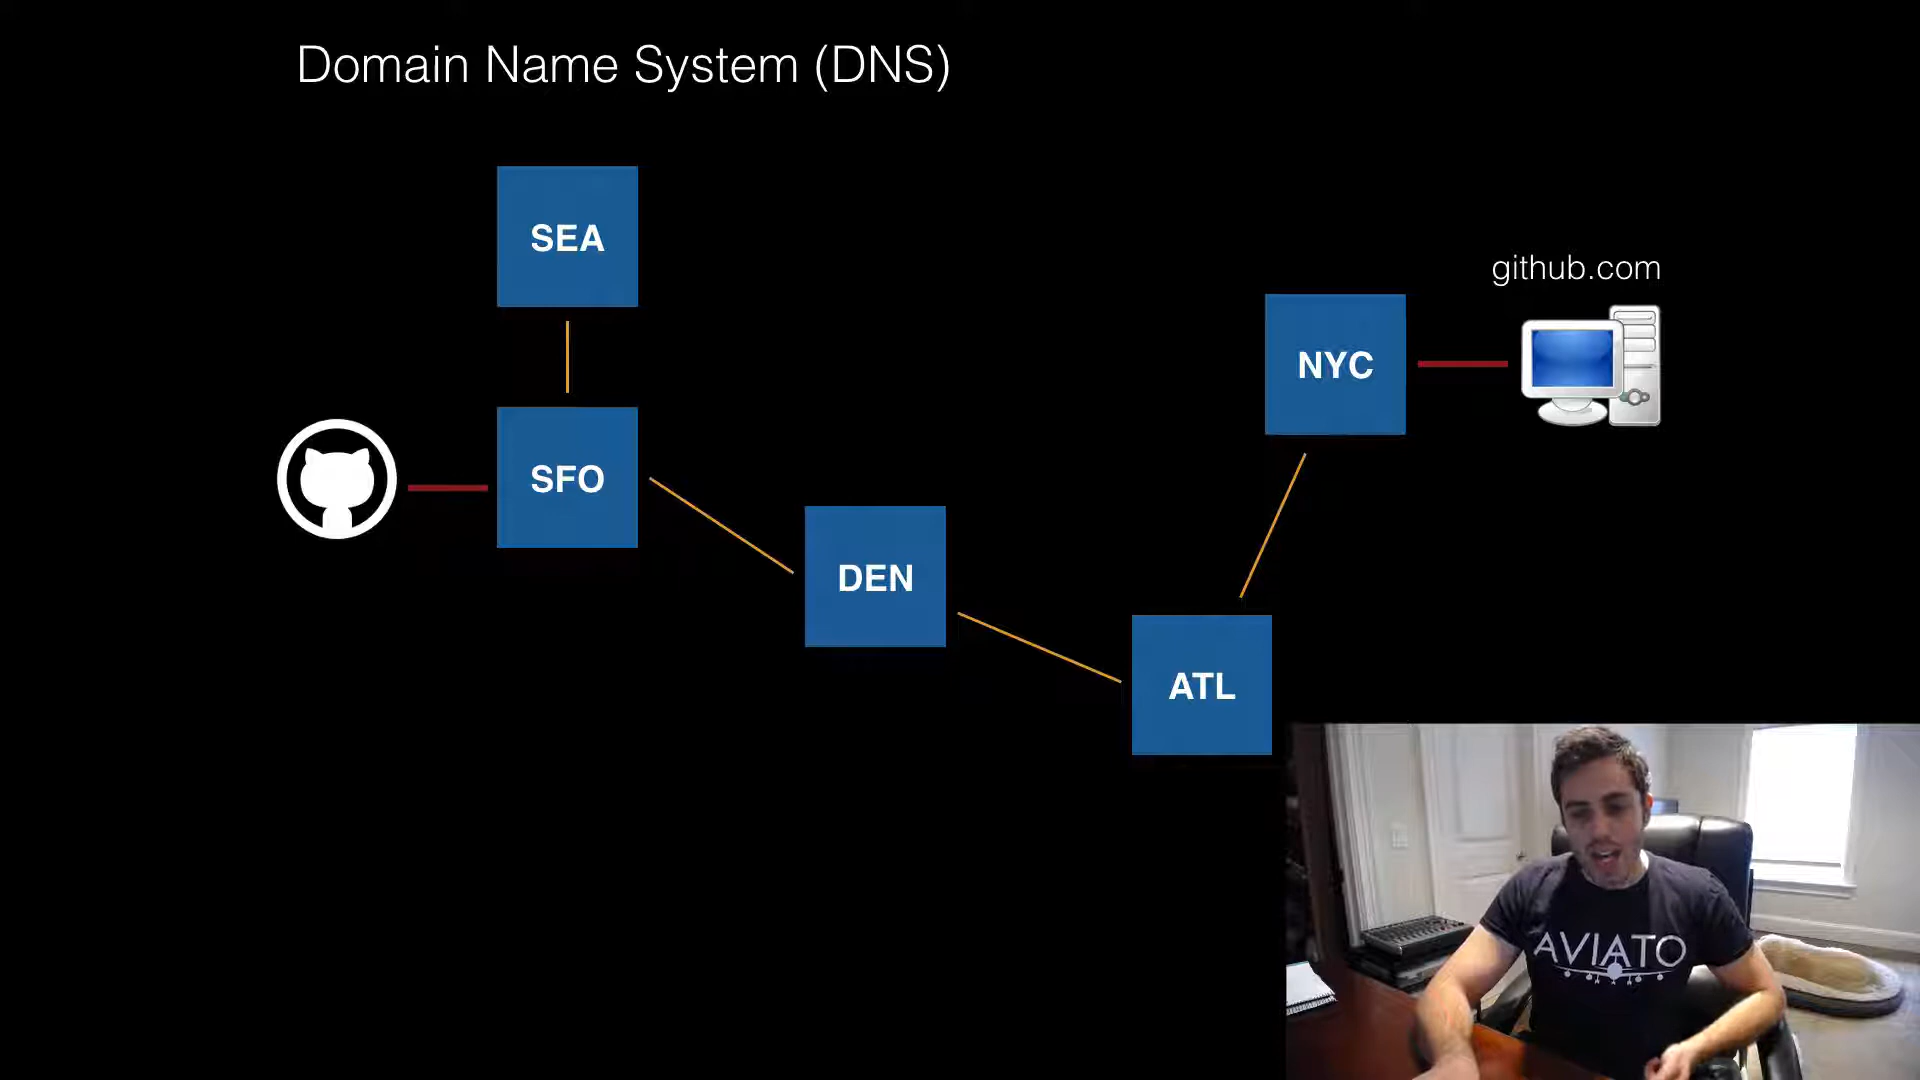 Domain Name System (DNS)
SEA
github.com
NYC
SFO
DEN
ATL
AVIATO